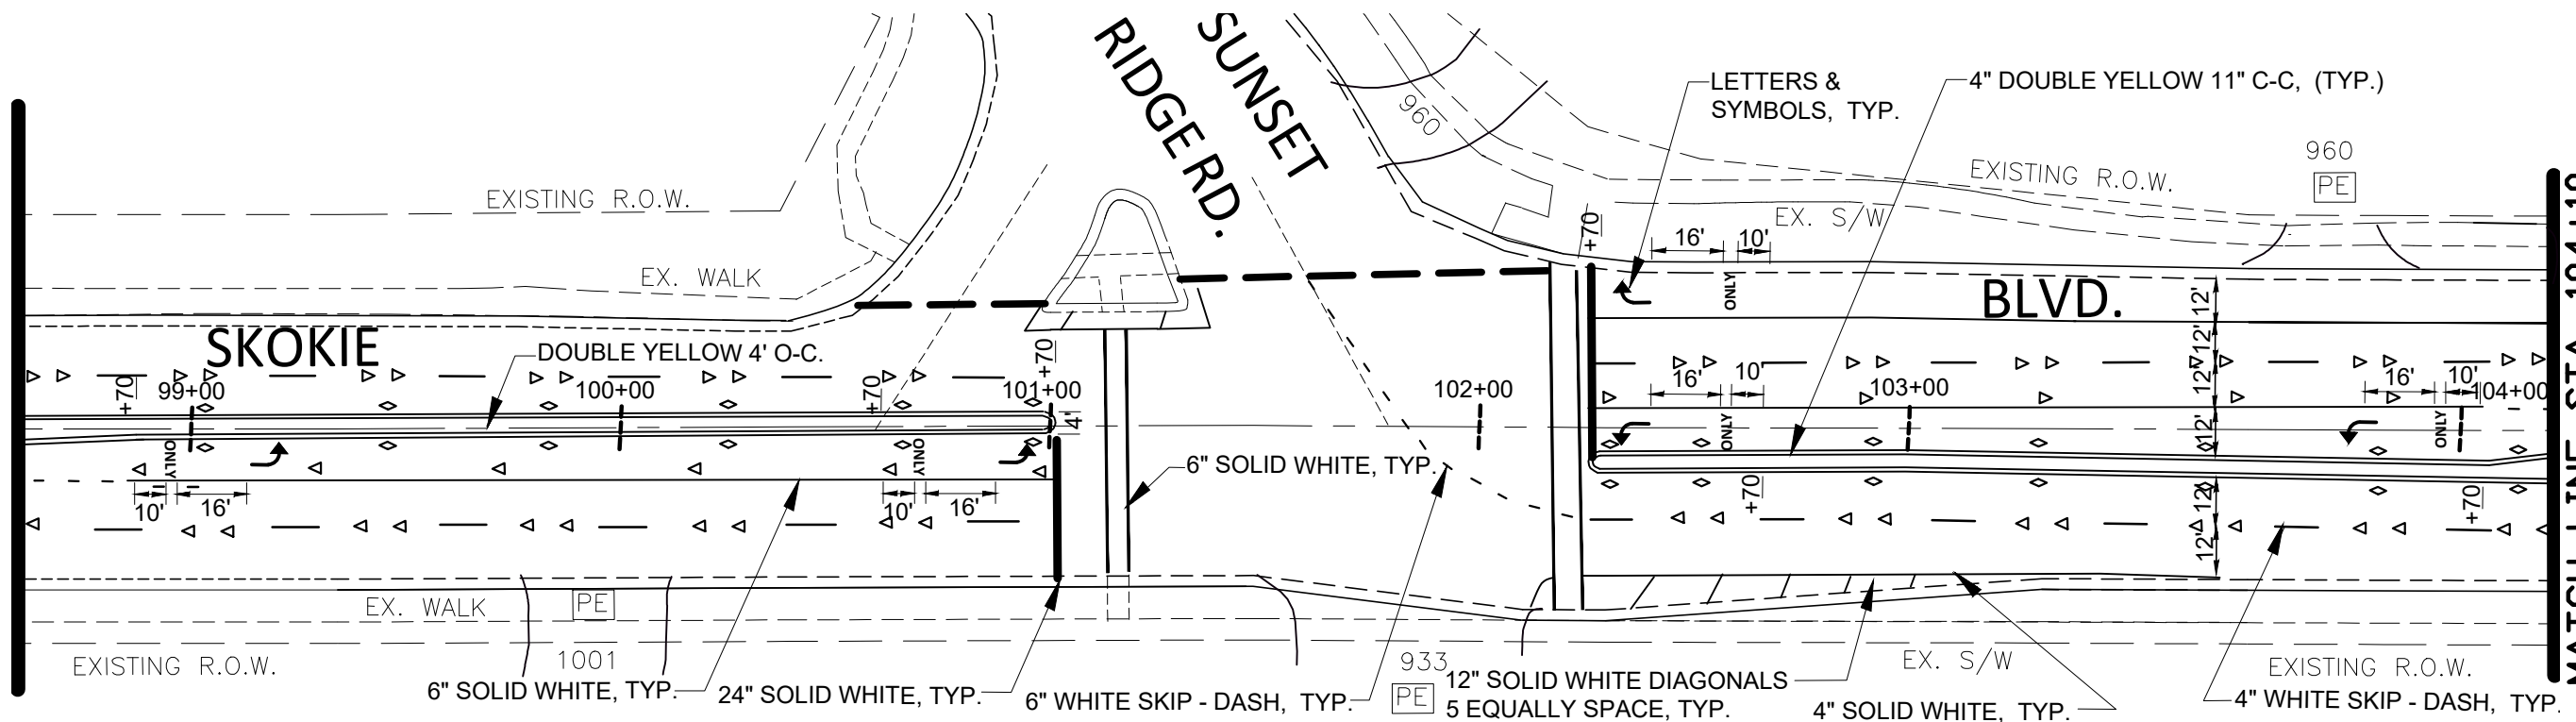 SUNSET
RIDGE RD.
960
LETTERS &
SYMBOLS, TYP.
4" DOUBLE YELLOW 11" C-C, (TYP.)
960
PE
EXISTING R.O.W.
EXISTING R.O.W.
EX. S/W
+70
16'
10'
EX. WALK
ONLY
BLVD.
12'
SKOKIE
DOUBLE YELLOW 4' O-C.
+70
12'
+70
99+00
100+00
+70
101+00
102+00
16'
10'
103+00
12'
16'
10'
104+00
4'
ONLY
ONLY
ONLY
ONLY
12'
6" SOLID WHITE, TYP.
10'
16'
10'
16'
+70
12'
+70
12'
EX. WALK
PE
EXISTING R.O.W.
1001
933
PE
EX. S/W
EXISTING R.O.W.
6" SOLID WHITE, TYP.
24" SOLID WHITE, TYP.
6" WHITE SKIP - DASH, TYP.
12" SOLID WHITE DIAGONALS
5 EQUALLY SPACE, TYP.
4" SOLID WHITE, TYP.
4" WHITE SKIP - DASH, TYP.
MATCH LINE STA. 104+10